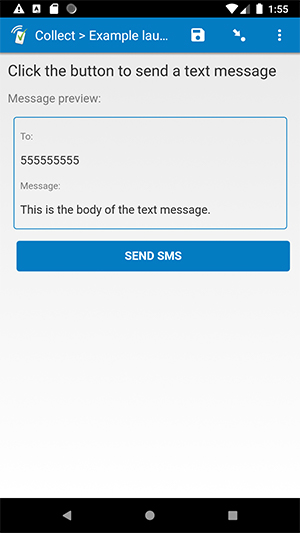 1:55
Collect > Example lau...
Click the button to send a text message
Message preview:
To:
555555555
Message:
This is the body of the text message.
SEND SMS